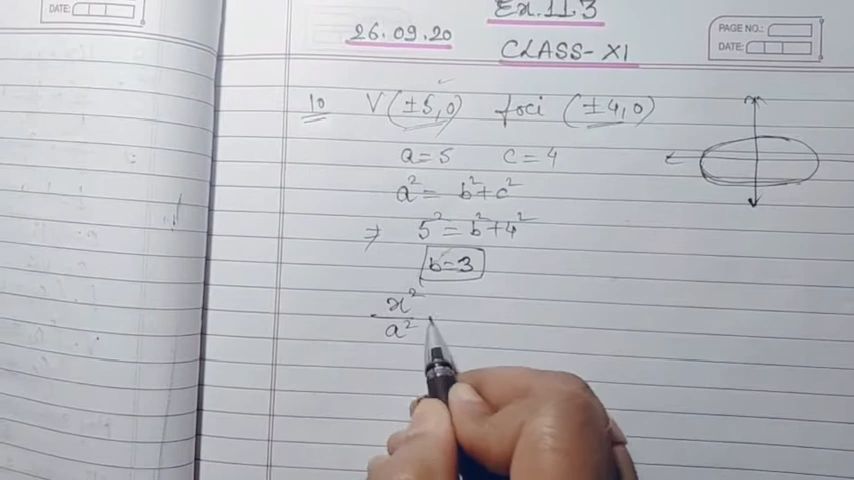 DATE:
Ex.11.3
26.09.20
CLASS-XI
PAGE NO.:
DATE:
10 V(±5,0) foci (±4,0)
a=5 c=4
a² = b²+c²
⇒ 5² = b²+4²
b=3
x²
a²